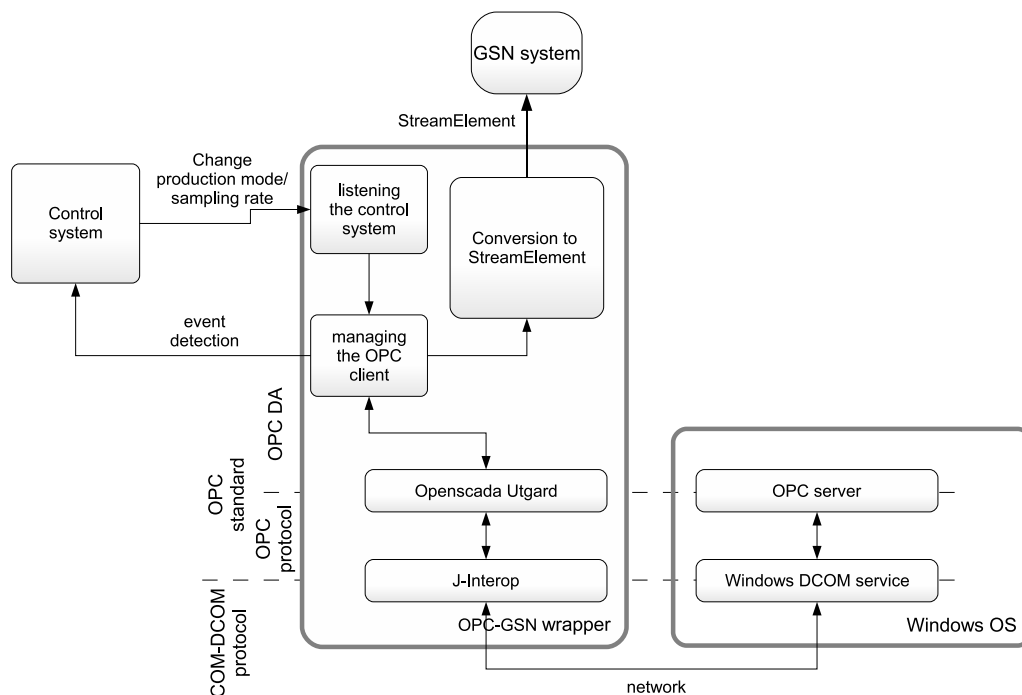 GSN system
StreamElement
Change
production mode/
sampling rate
listening
the control
system
Control
system
Conversion to
StreamElement
event
detection
managing
the OPC
client
OPC DA
OPC
standard
Openscada Utgard
OPC server
OPC
protocol
J-Interop
Windows DCOM service
OPC-GSN wrapper
Windows OS
COM-DCOM
protocol
network